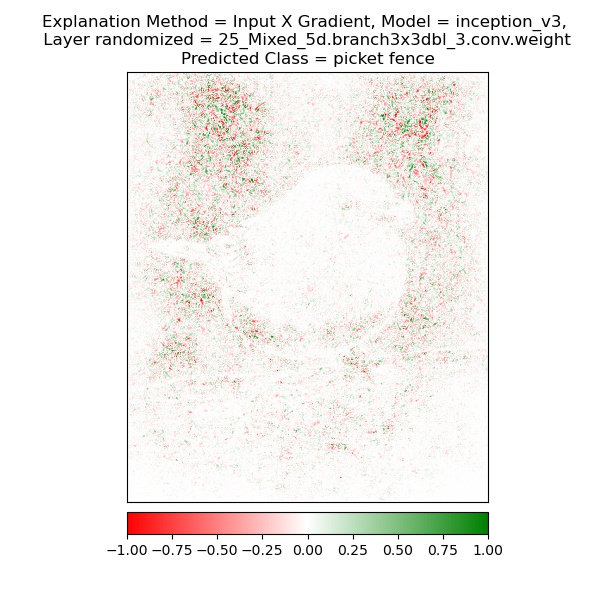 Explanation Method = Input X Gradient, Model = inception_v3,
Layer randomized = 25_Mixed_5d.branch3x3dbl_3.conv.weight
Predicted Class = picket fence
−1.00 −0.75 −0.50 −0.25 0.00 0.25 0.50 0.75 1.00